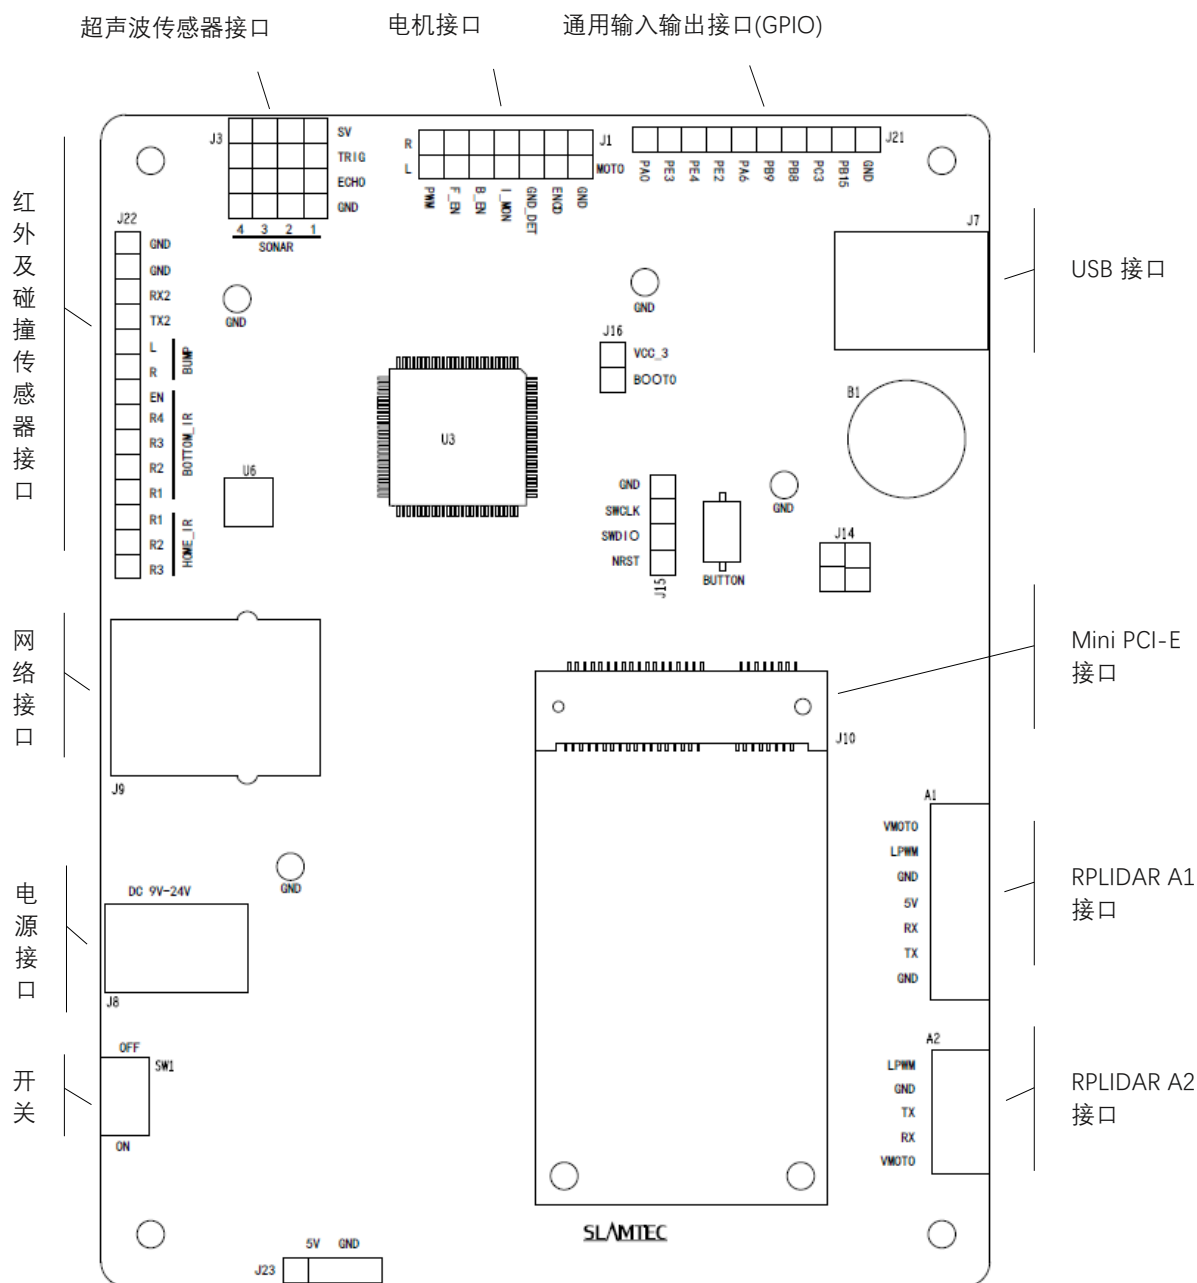 超声波传感器接口
电机接口
通用输入输出接口(GPIO)
J3
SV
TRIG
ECHO
GND
4 3 2 1
SONAR
R
L
J1
MOTO
PWM
F_EN
B_EN
I_MON
GND_DET
ENCD
GND
J21
PA0
PE3
PE4
PE2
PA6
PB9
PB8
PC3
PB15
GND
红外及碰撞传感器接口
J22
GND
GND
RX2
TX2
L
R
BUMP
EN
R4
R3
R2
R1
BOTTOM_IR
R1
R2
R3
HOME_IR
GND
GND
J7
USB 接口
J16
VCC_3
BOOT0
B1
U3
U6
GND
SWCLK
SWDIO
NRST
J15
BUTTON
GND
J14
网络接口
J9
Mini PCI-E
接口
J10
A1
VMOTO
LPWM
GND
5V
RX
TX
GND
RPLIDAR A1
接口
电源接口
DC 9V-24V
J8
GND
开关
OFF
SW1
ON
A2
LPWM
GND
TX
RX
VMOTO
RPLIDAR A2
接口
SLAMTEC
5V GND
J23